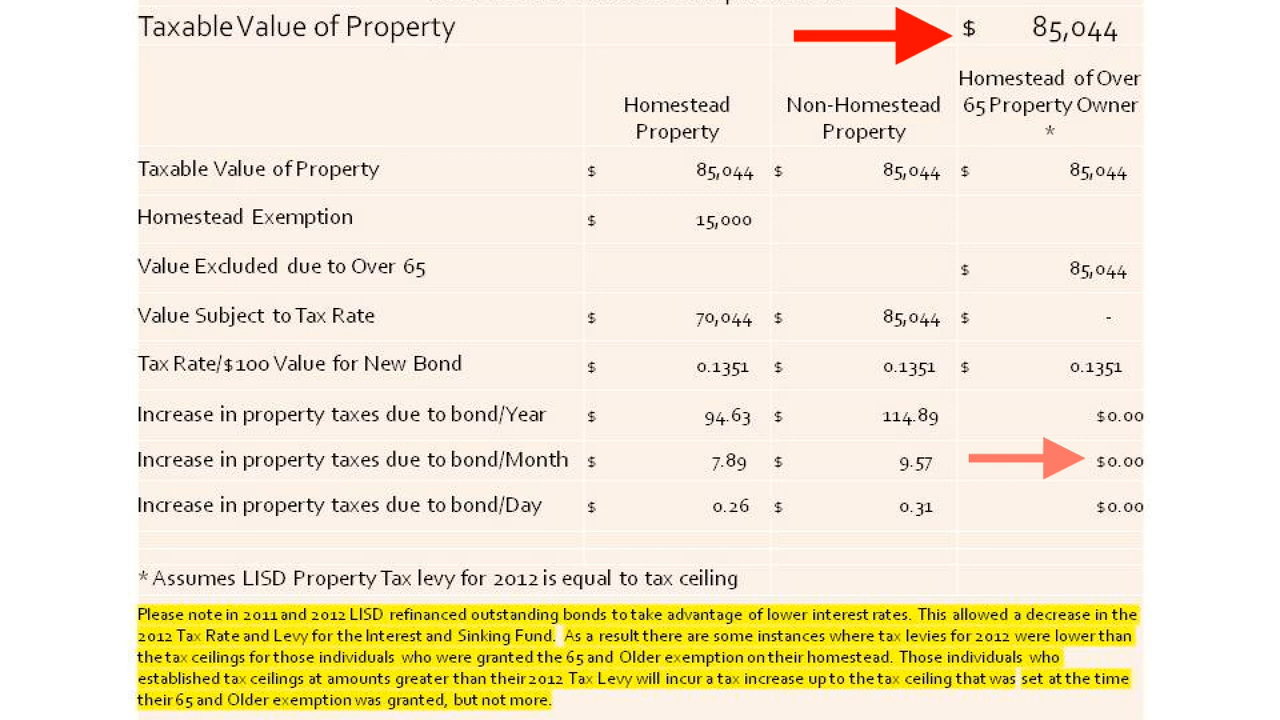 Taxable Value of Property $ 85,044
Homestead of Over
Homestead Non-Homestead 65 Property Owner
Property Property *
Taxable Value of Property $ 85,044 $ 85,044 $ 85,044
Homestead Exemption $ 15,000
Value Excluded due to Over 65 $ 85,044
Value Subject to Tax Rate $ 70,044 $ 85,044 $ -
Tax Rate/$100 Value for New Bond $ 0.1351 $ 0.1351 $ 0.1351
Increase in property taxes due to bond/Year $ 94.63 $ 114.89 $0.00
Increase in property taxes due to bond/Month $ 7.89 $ 9.57 $0.00
Increase in property taxes due to bond/Day $ 0.26 $ 0.31 $0.00
* Assumes LISD Property Tax levy for 2012 is equal to tax ceiling
Please note in 2011 and 2012 LISD refinanced outstanding bonds to take advantage of lower interest rates. This allowed a decrease in the
2012 Tax Rate and Levy for the Interest and Sinking Fund. As a result there are some instances where tax levies for 2012 were lower than
the tax ceilings for those individuals who were granted the 65 and Older exemption on their homestead. Those individuals who
established tax ceilings at amounts greater than their 2012 Tax Levy will incur a tax increase up to the tax ceiling that was set at the time
their 65 and Older exemption was granted, but not more.